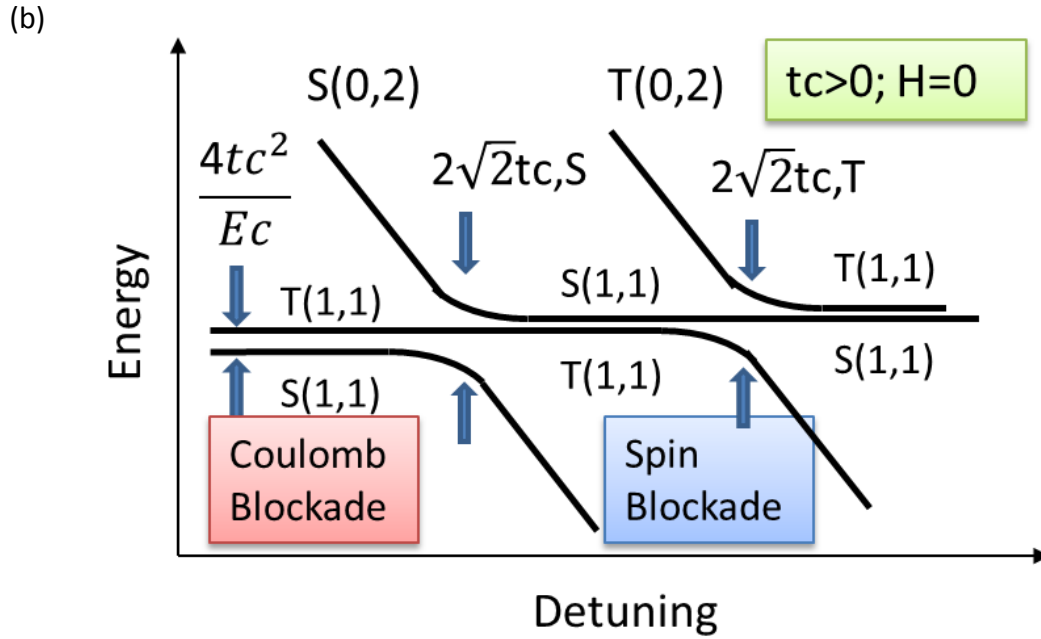 (b)
S(0,2)
T(0,2)
tc>0; H=0
4tc²
Ec
2√2tc,S
2√2tc,T
T(1,1)
S(1,1)
T(1,1)
S(1,1)
T(1,1)
S(1,1)
Energy
Coulomb
Blockade
Spin
Blockade
Detuning